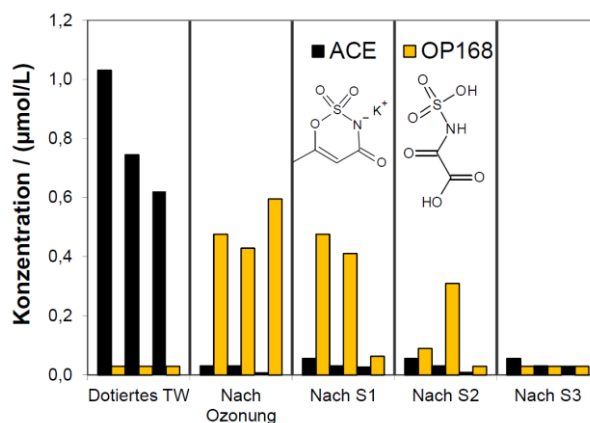 Konzentration / (µmol/L)
1,2
1,0
0,8
0,6
0,4
0,2
0,0
ACE
OP168
O
O
S
O
N
−
K⁺
O
O
S
OH
O
NH
O
O
HO
Dotiertes TW
Nach
Ozonung
Nach S1
Nach S2
Nach S3